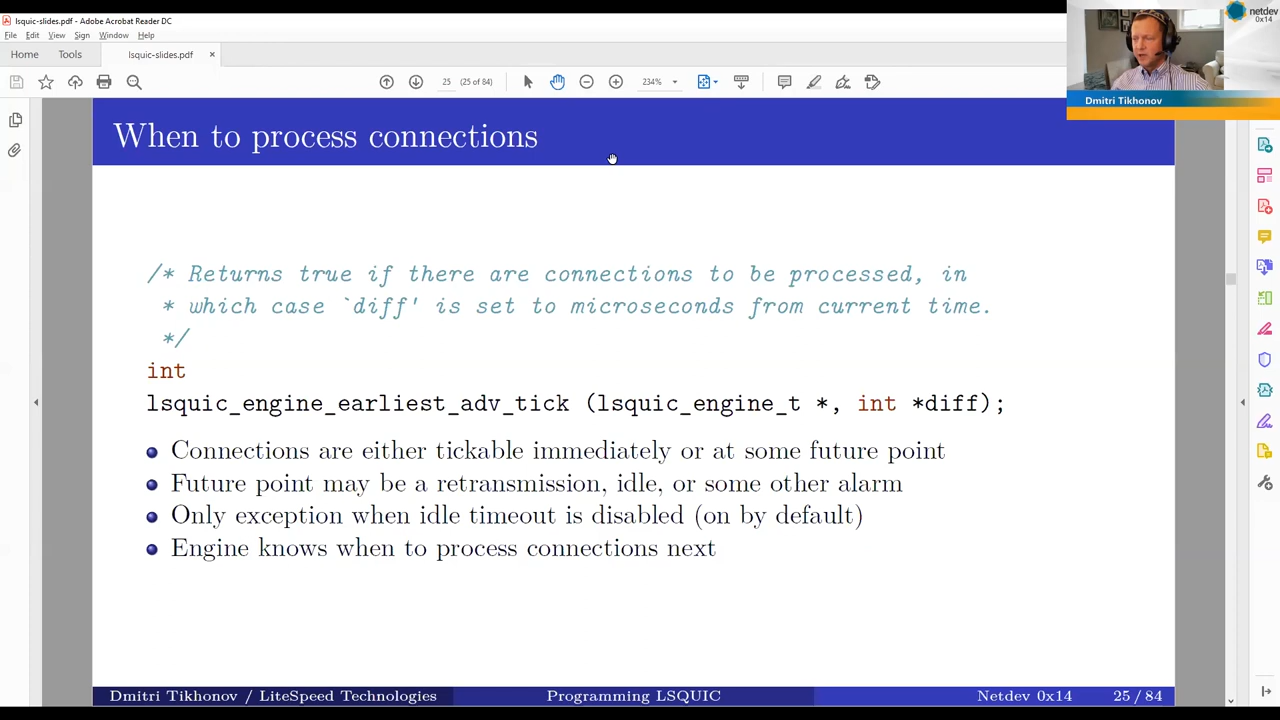 lsquic-slides.pdf - Adobe Acrobat Reader DC
File Edit View Sign Window Help
Home Tools lsquic-slides.pdf ×
25 (25 of 84) 234%
netdev
0x14
Dmitri Tikhonov
When to process connections
/* Returns true if there are connections to be processed, in
* which case `diff' is set to microseconds from current time.
*/
int
lsquic_engine_earliest_adv_tick (lsquic_engine_t *, int *diff);
Connections are either tickable immediately or at some future point
Future point may be a retransmission, idle, or some other alarm
Only exception when idle timeout is disabled (on by default)
Engine knows when to process connections next
Dmitri Tikhonov / LiteSpeed Technologies Programming LSQUIC Netdev 0x14 25 / 84